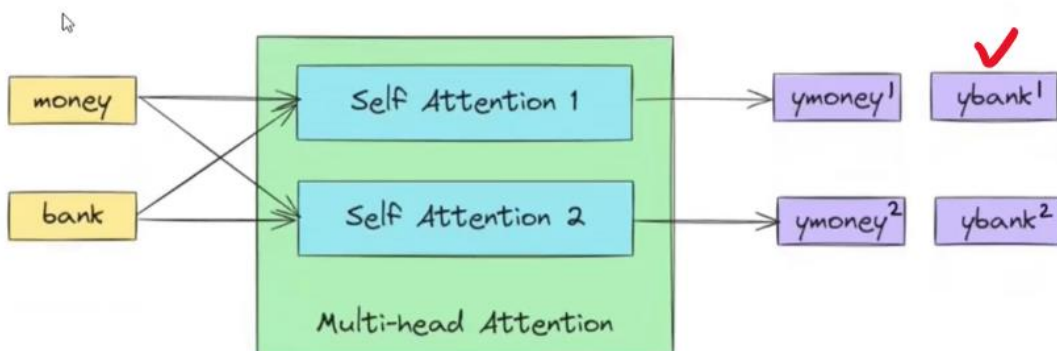 money
Self Attention 1
ymoney¹ ybank¹
bank
Self Attention 2
ymoney² ybank²
Multi-head Attention